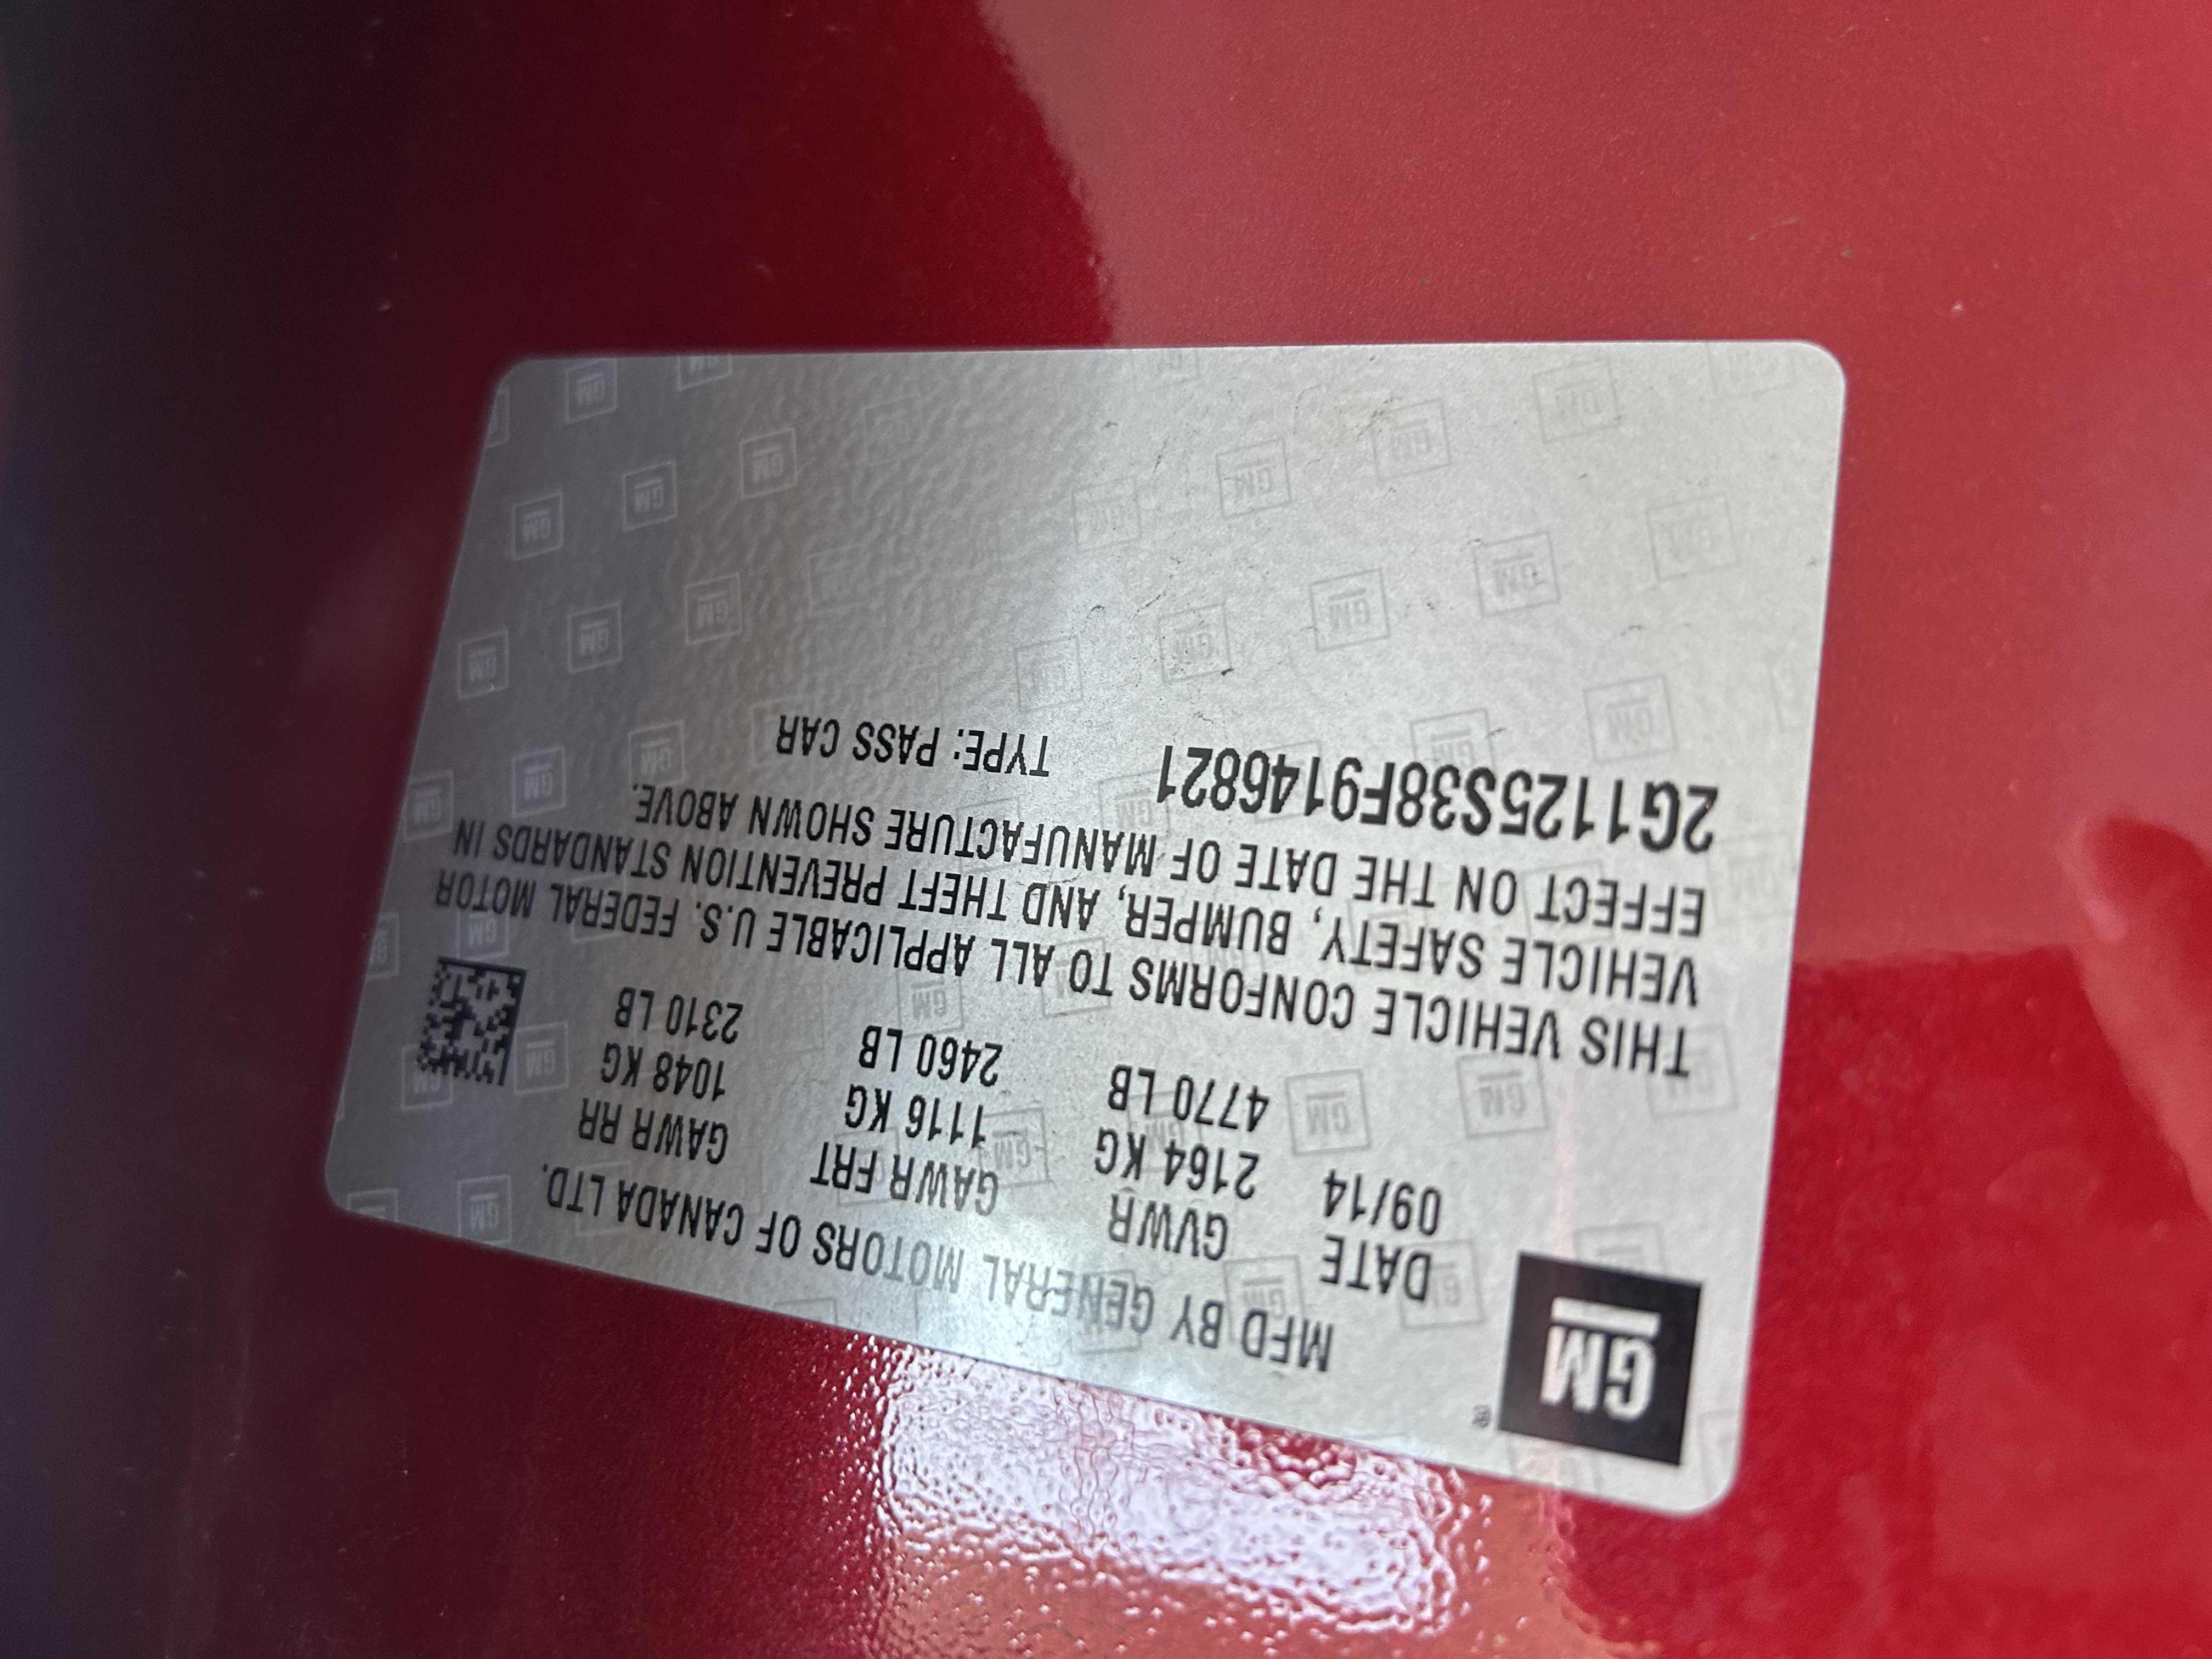 GM
®
MFD BY GENERAL MOTORS OF CANADA LTD.
DATE GVWR GAWR FRT GAWR RR
09/14 2164 KG 1116 KG 1048 KG
4770 LB 2460 LB 2310 LB
THIS VEHICLE CONFORMS TO ALL APPLICABLE U.S. FEDERAL MOTOR
VEHICLE SAFETY, BUMPER, AND THEFT PREVENTION STANDARDS IN
EFFECT ON THE DATE OF MANUFACTURE SHOWN ABOVE.
2G1125S38F9146821 TYPE: PASS CAR